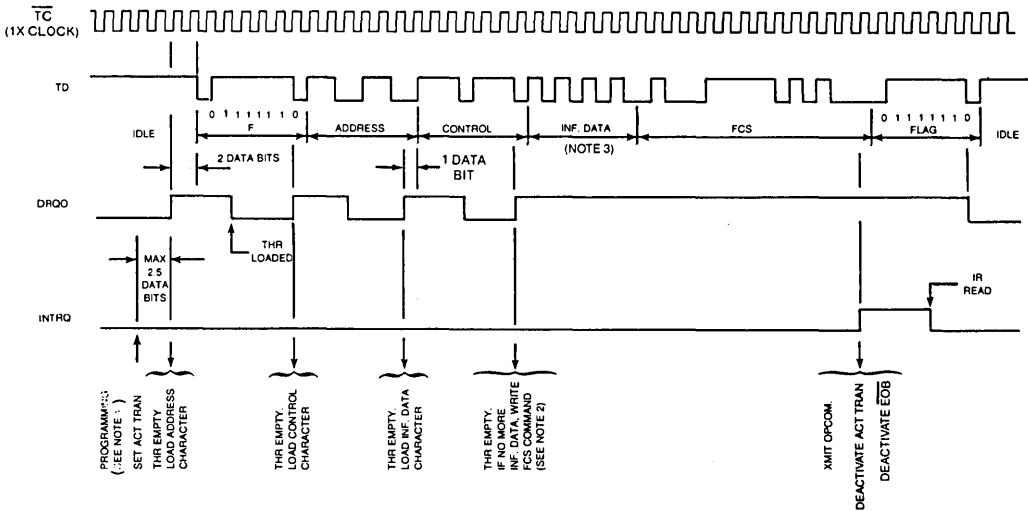 TC
(1X CLOCK)
TD
0 1 1 1 1 1 1 0
0 1 1 1 1 1 1 0
IDLE
F
ADDRESS
CONTROL
INF. DATA
(NOTE 3)
FCS
FLAG
IDLE
2 DATA BITS
1 DATA
BIT
DRQO
THR
LOADED
MAX
2.5
DATA
BITS
IR
READ
INTRQ
PROGRAMMING
(SEE NOTE
SET ACT TRAN
THR EMPTY
LOAD ADDRESS
CHARACTER
THR EMPTY.
LOAD CONTROL
CHARACTER
THR EMPTY.
LOAD INF. DATA
CHARACTER
THR EMPTY.
IF NO MORE
INF. DATA, WRITE
FCS COMMAND
(SEE NOTE 2)
XMIT OPCOM.
DEACTIVATE ACT TRAN
DEACTIVATE EOB